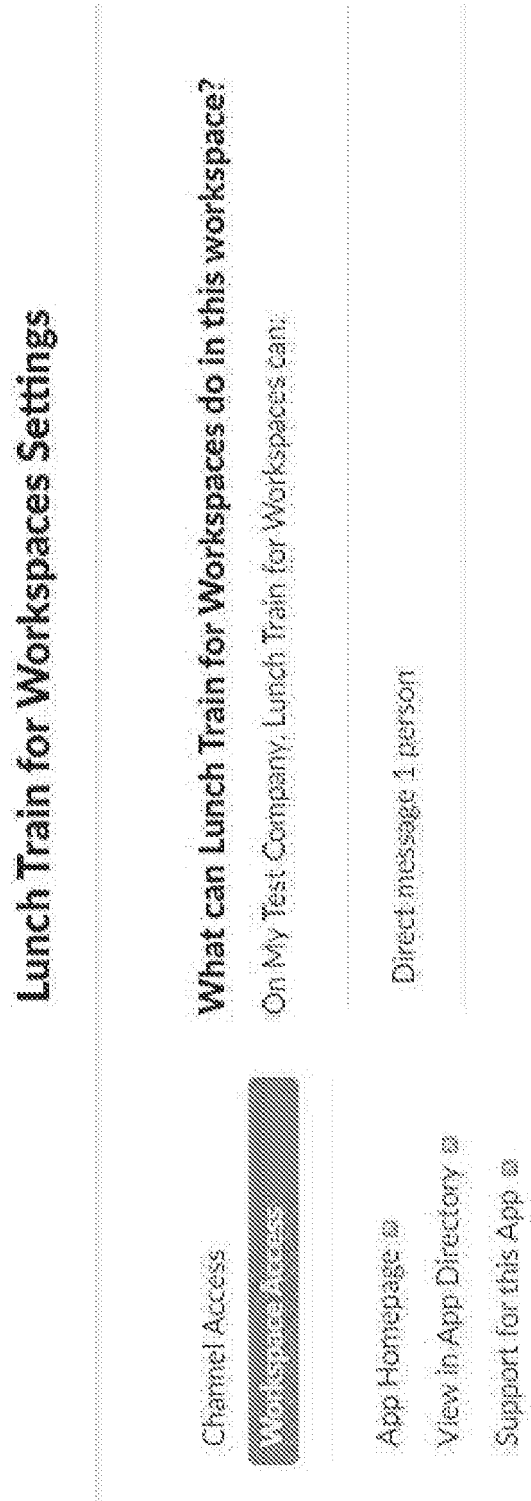 Lunch Train for Workspaces Settings
Channel Access
Workspace Access
App Homepage
View in App Directory
Support for this App
What can Lunch Train for Workspaces do in this workspace?
On My Test Company, Lunch Train for Workspaces can:
Direct message 1 person